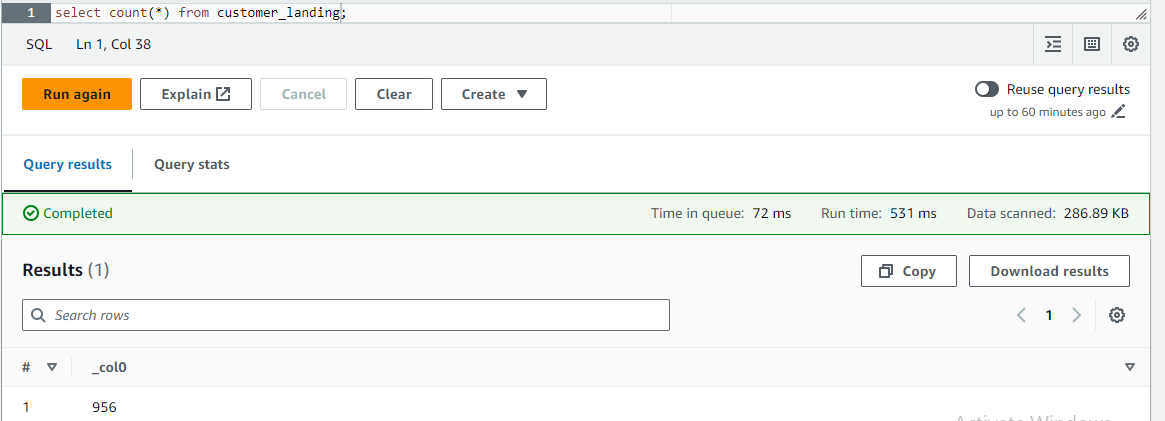 1 select count(*) from customer_landing;
SQL Ln 1, Col 38
Run again Explain Cancel Clear Create Reuse query results
up to 60 minutes ago
Query results Query stats
Completed Time in queue: 72 ms Run time: 531 ms Data scanned: 286.89 KB
Results (1) Copy Download results
Search rows 1
# _col0
1 956
Activate Windows